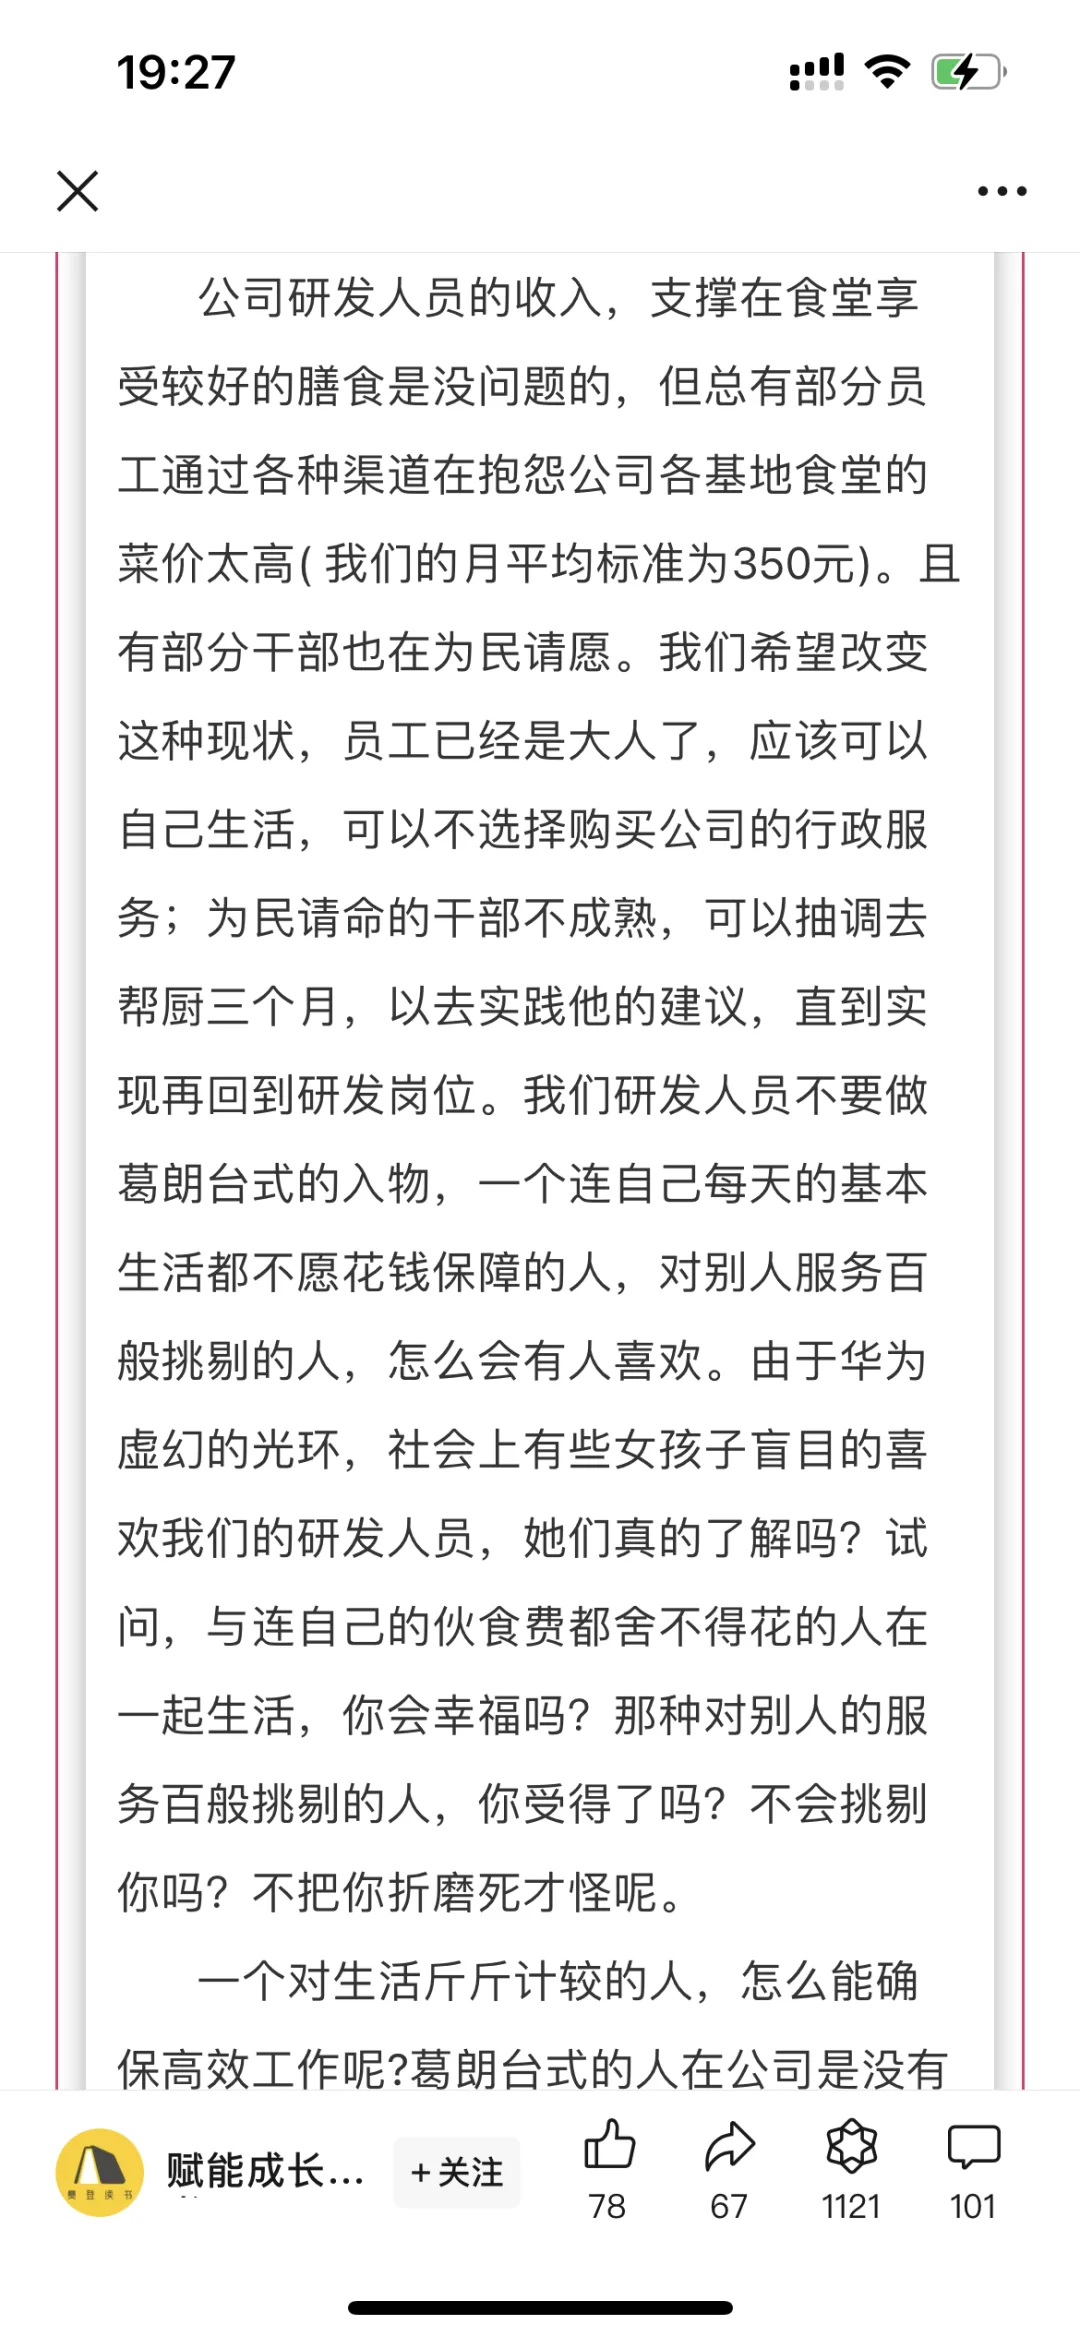 19:27
公司研发人员的收入，支撑在食堂享
受较好的膳食是没问题的，但总有部分员
工通过各种渠道在抱怨公司各基地食堂的
菜价太高( 我们的月平均标准为350元)。且
有部分干部也在为民请愿。我们希望改变
这种现状，员工已经是大人了，应该可以
自己生活，可以不选择购买公司的行政服
务；为民请命的干部不成熟，可以抽调去
帮厨三个月，以去实践他的建议，直到实
现再回到研发岗位。我们研发人员不要做
葛朗台式的入物，一个连自己每天的基本
生活都不愿花钱保障的人，对别人服务百
般挑剔的人，怎么会有人喜欢。由于华为
虚幻的光环，社会上有些女孩子盲目的喜
欢我们的研发人员，她们真的了解吗？试
问，与连自己的伙食费都舍不得花的人在
一起生活，你会幸福吗？那种对别人的服
务百般挑剔的人，你受得了吗？不会挑剔
你吗？不把你折磨死才怪呢。
一个对生活斤斤计较的人，怎么能确
保高效工作呢?葛朗台式的人在公司是没有
樊登读书
赋能成长...
+关注
78
67
1121
101